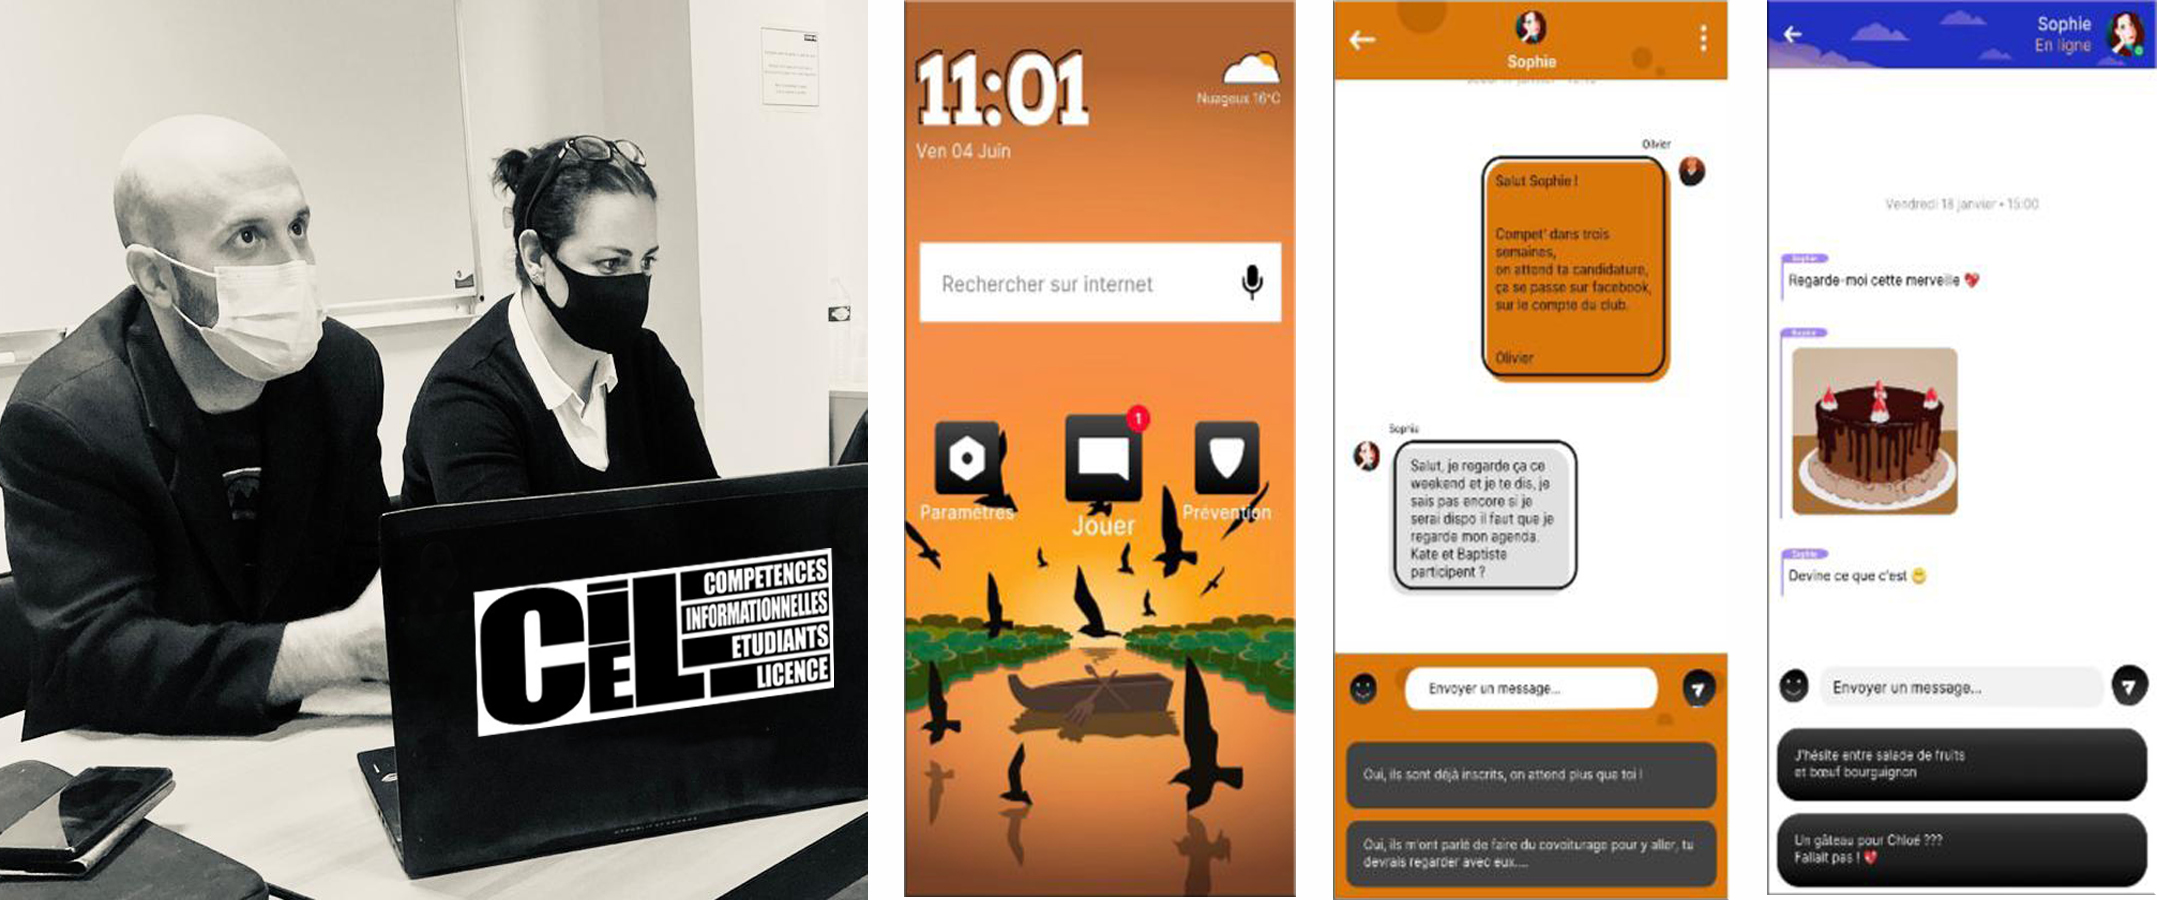 CiEL
COMPETENCES
INFORMATIONNELLES
ETUDIANTS
LICENCE
11:01
Ven 04 Juin
Nuageux 16°C
Rechercher sur internet
1
Paramètres
Jouer
Prévention
Sophie
Olivier
Salut Sophie !
Compet' dans trois
semaines,
on attend ta candidature,
ça se passe sur facebook,
sur le compte du club.
Olivier
Sophie
Salut, je regarde ça ce
weekend et je te dis, je
sais pas encore si je
serai dispo il faut que je
regarde mon agenda.
Kate et Baptiste
participent ?
Envoyer un message...
Oui, ils sont déjà inscrits, on attend plus que toi !
Oui, ils m'ont parlé de faire du covoiturage pour y aller, tu
devrais regarder avec eux....
Sophie
En ligne
Vendredi 18 janvier • 15:00
Sophie
Regarde-moi cette merveille 💖
Sophie
Sophie
Devine ce que c'est 😁
Envoyer un message...
J'hésite entre salade de fruits
et bœuf bourguignon
Un gâteau pour Chloé ???
Fallait pas ! 💖